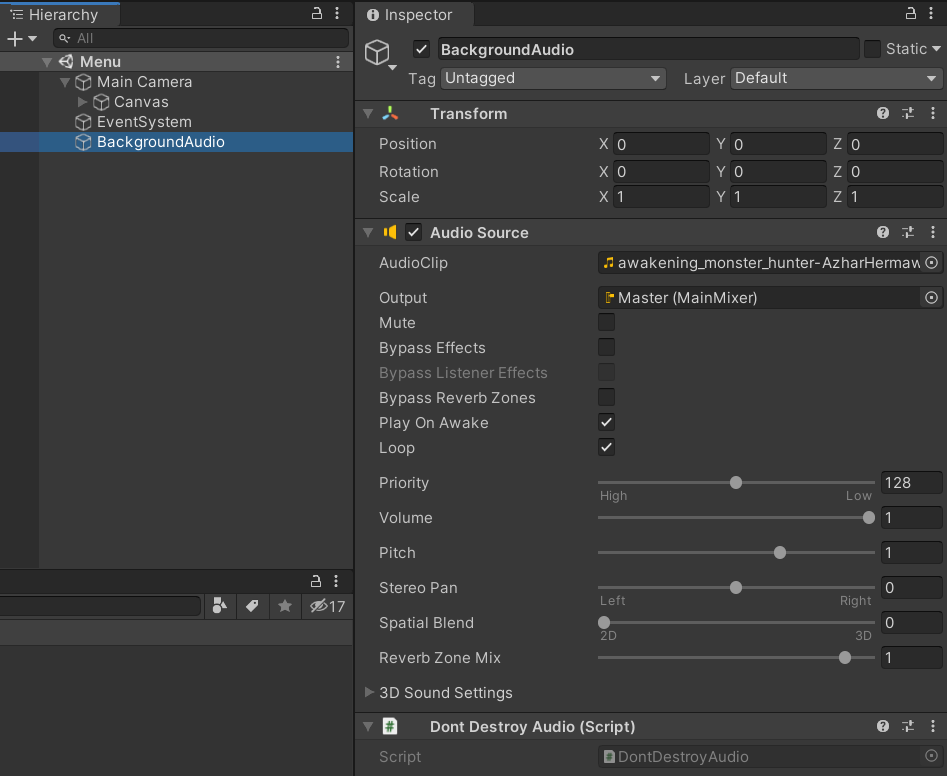 Hierarchy
All
Menu
Main Camera
Canvas
EventSystem
BackgroundAudio
17
Inspector
BackgroundAudio
Static
Tag Untagged Layer Default
Transform
Position X 0 Y 0 Z 0
Rotation X 0 Y 0 Z 0
Scale X 1 Y 1 Z 1
Audio Source
AudioClip awakening_monster_hunter-AzharHermaw
Output Master (MainMixer)
Mute
Bypass Effects
Bypass Listener Effects
Bypass Reverb Zones
Play On Awake
Loop
Priority 128
High Low
Volume 1
Pitch 1
Stereo Pan 0
Left Right
Spatial Blend 0
2D 3D
Reverb Zone Mix 1
3D Sound Settings
# Dont Destroy Audio (Script)
Script # DontDestroyAudio